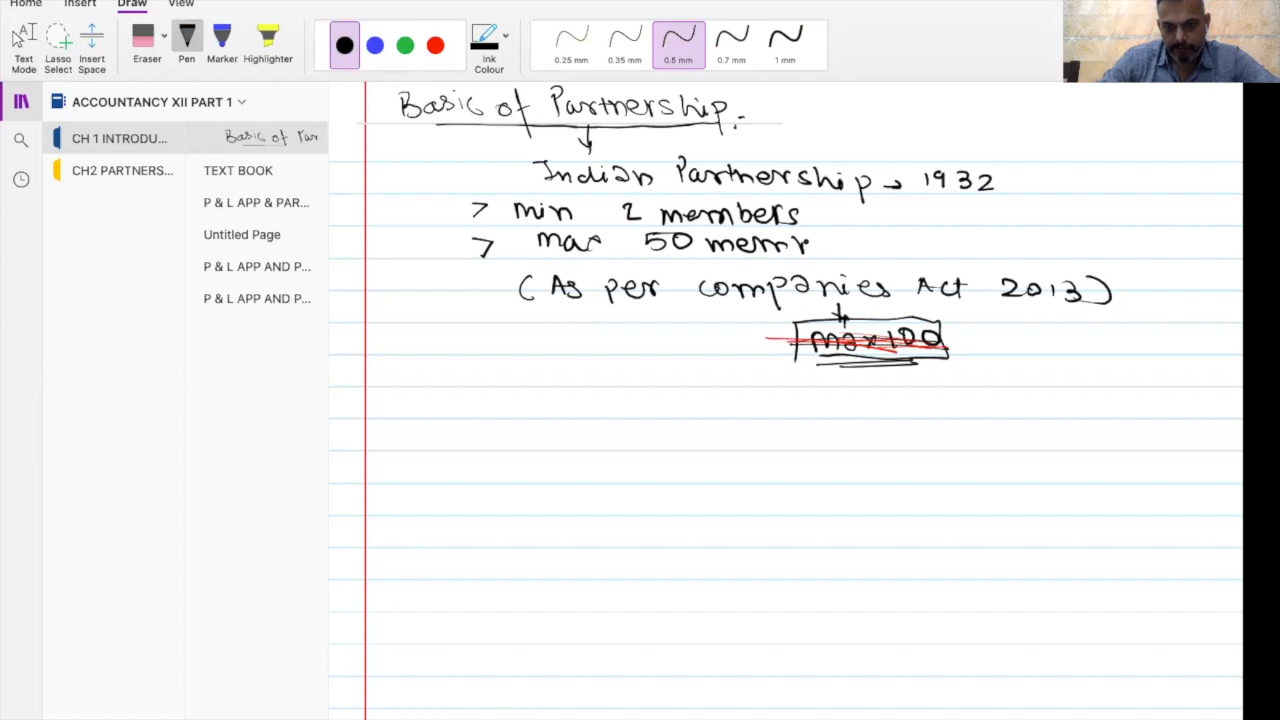 Home Insert Draw View
Text Mode Lasso Select Insert Space Eraser Pen Marker Highlighter Ink Colour 0.25 mm 0.35 mm 0.5 mm 0.7 mm 1 mm
ACCOUNTANCY XII PART 1
CH 1 INTRODU...
CH2 PARTNERS...
Basic of Par
TEXT BOOK
P & L APP & PAR...
Untitled Page
P & L APP AND P...
P & L APP AND P...
Basic of Partnership.
Indian Partnership → 1932
> min 2 members
> max 50 memr
(As per companies Act 2013)
max 100